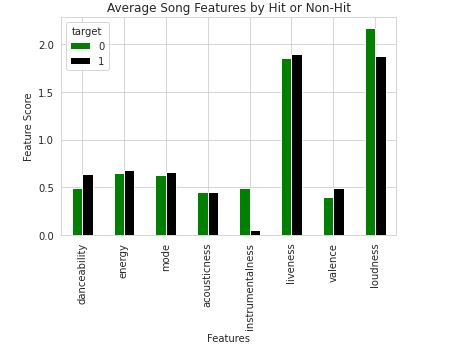 Average Song Features by Hit or Non-Hit
target
0
1
Feature Score
2.0
1.5
1.0
0.5
0.0
danceability
energy
mode
acousticness
instrumentalness
liveness
valence
loudness
Features